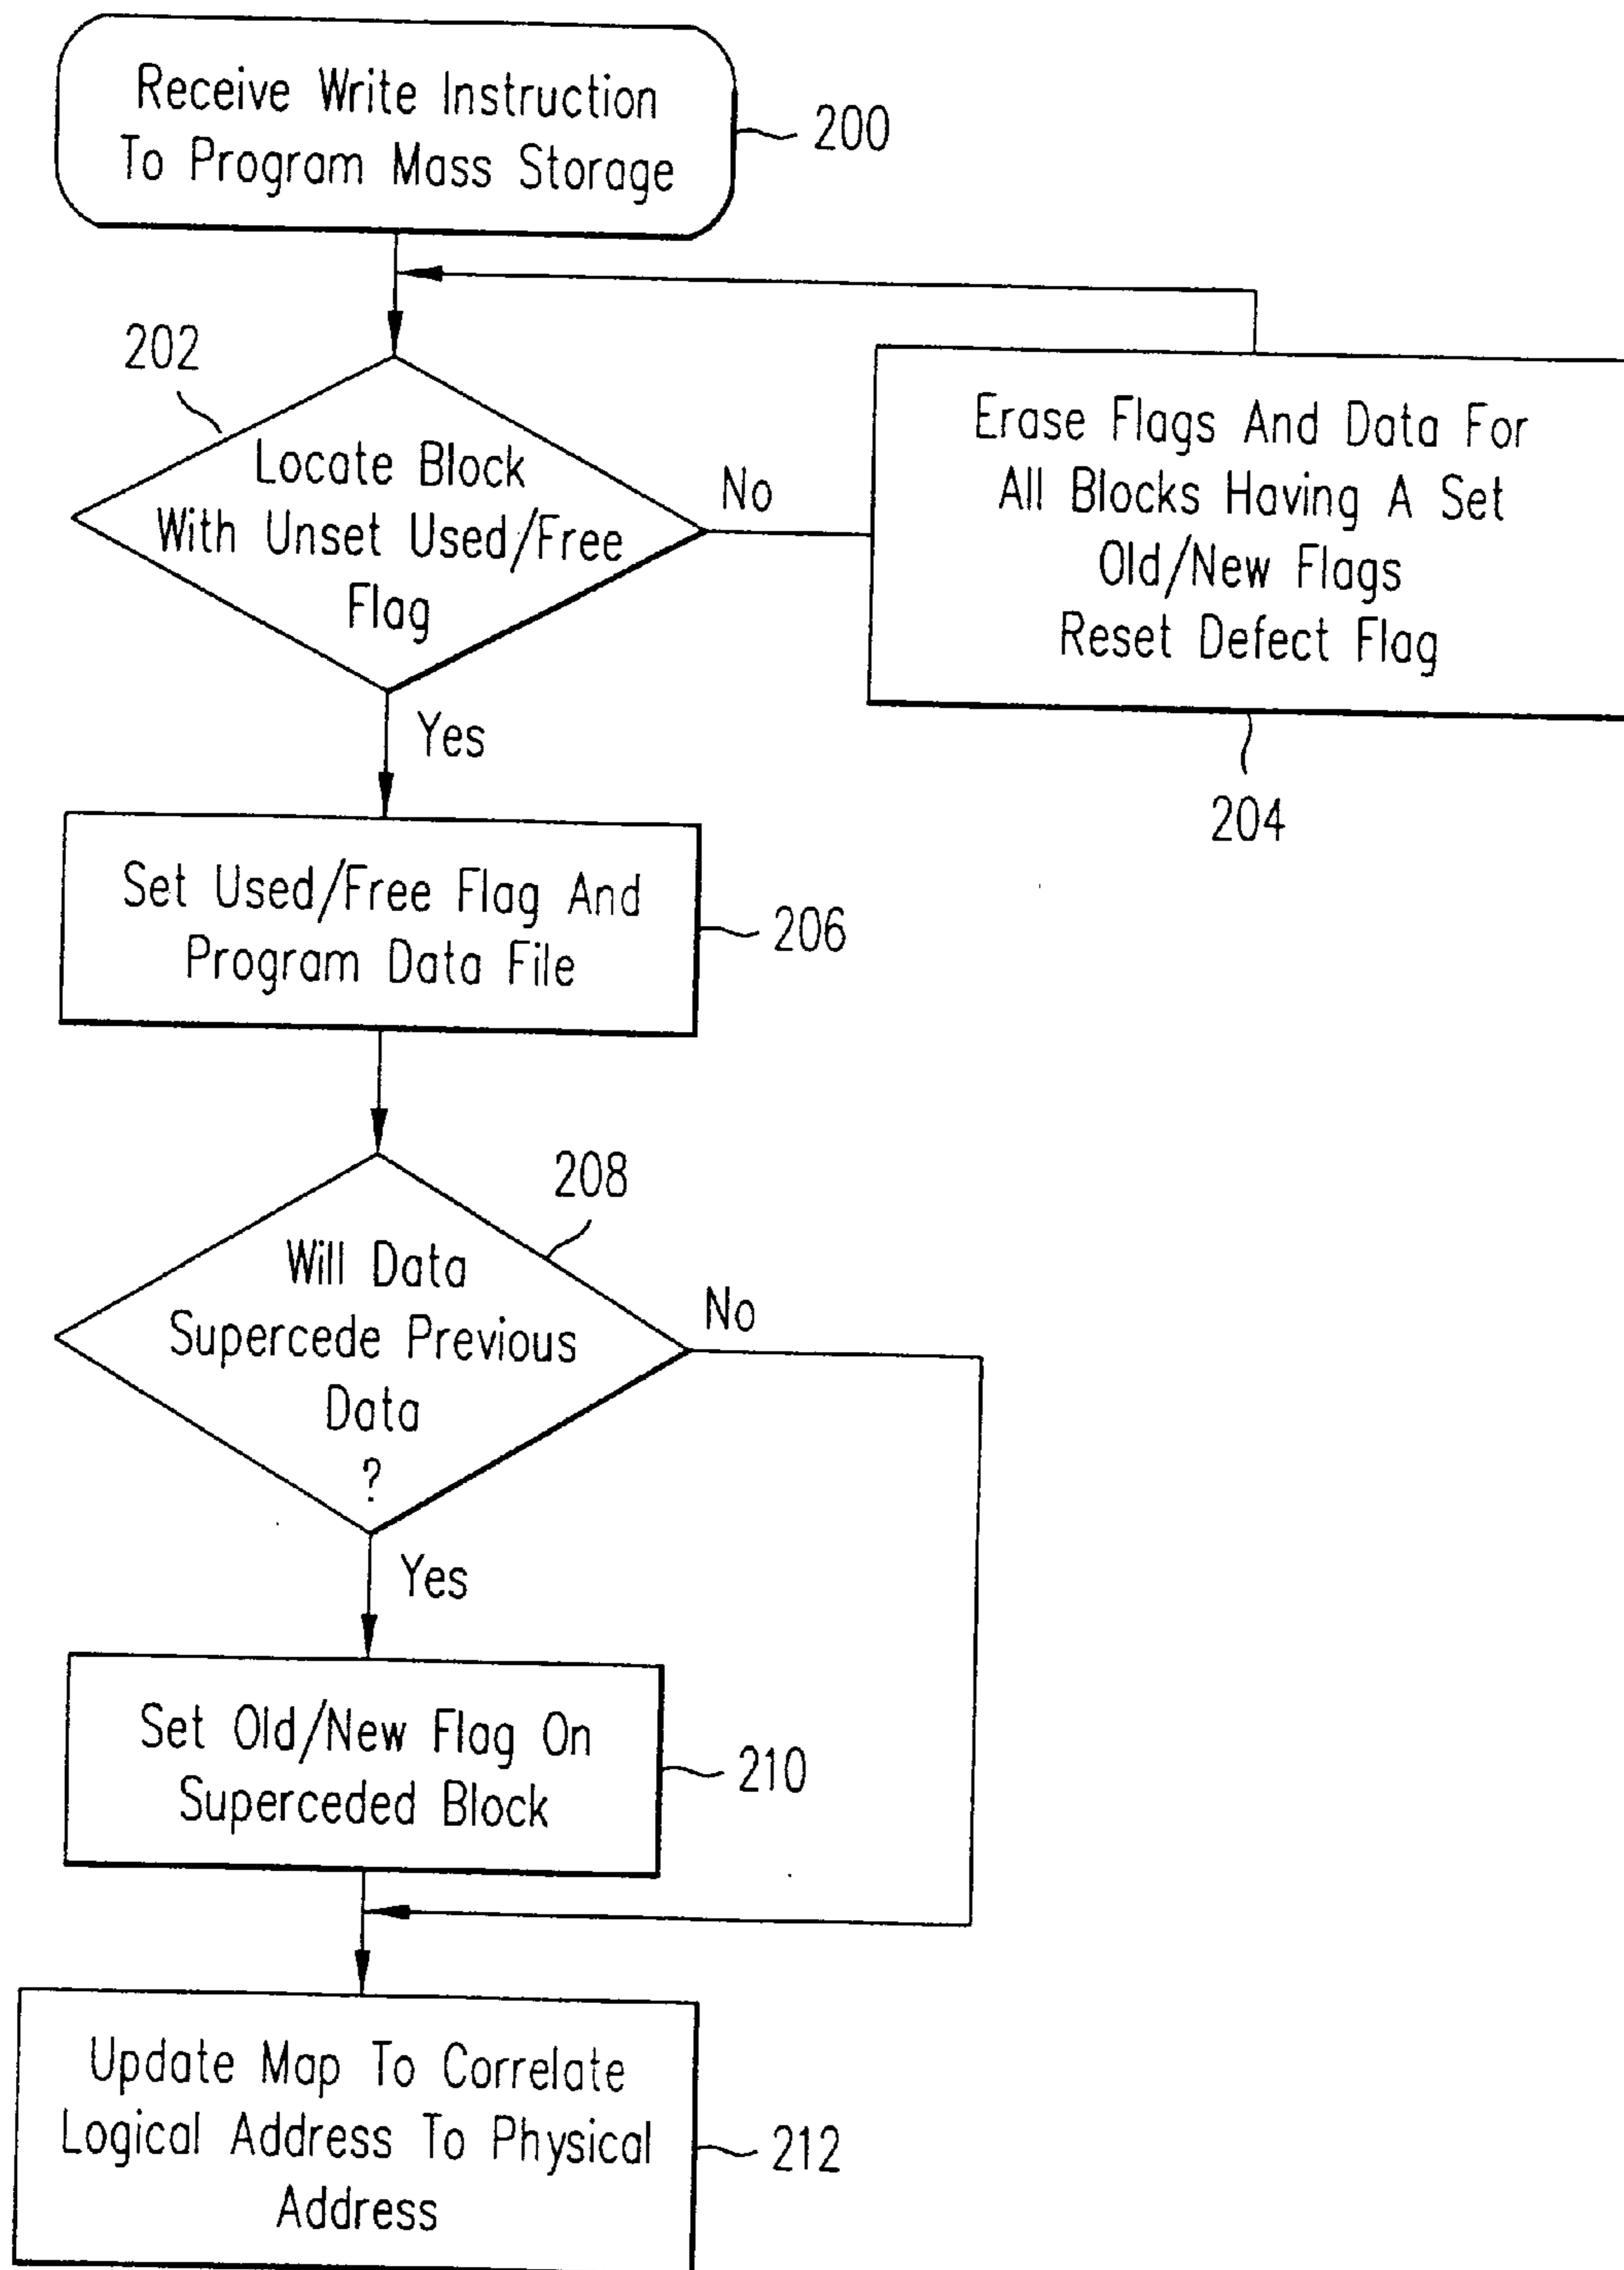 Receive Write Instruction
To Program Mass Storage
200
202
Locate Block
With Unset Used/Free
Flag
No
Erase Flags And Data For
All Blocks Having A Set
Old/New Flags
Reset Defect Flag
204
Yes
Set Used/Free Flag And
Program Data File
206
208
Will Data
Supercede Previous
Data
?
No
Yes
Set Old/New Flag On
Superceded Block
210
Update Map To Correlate
Logical Address To Physical
Address
212